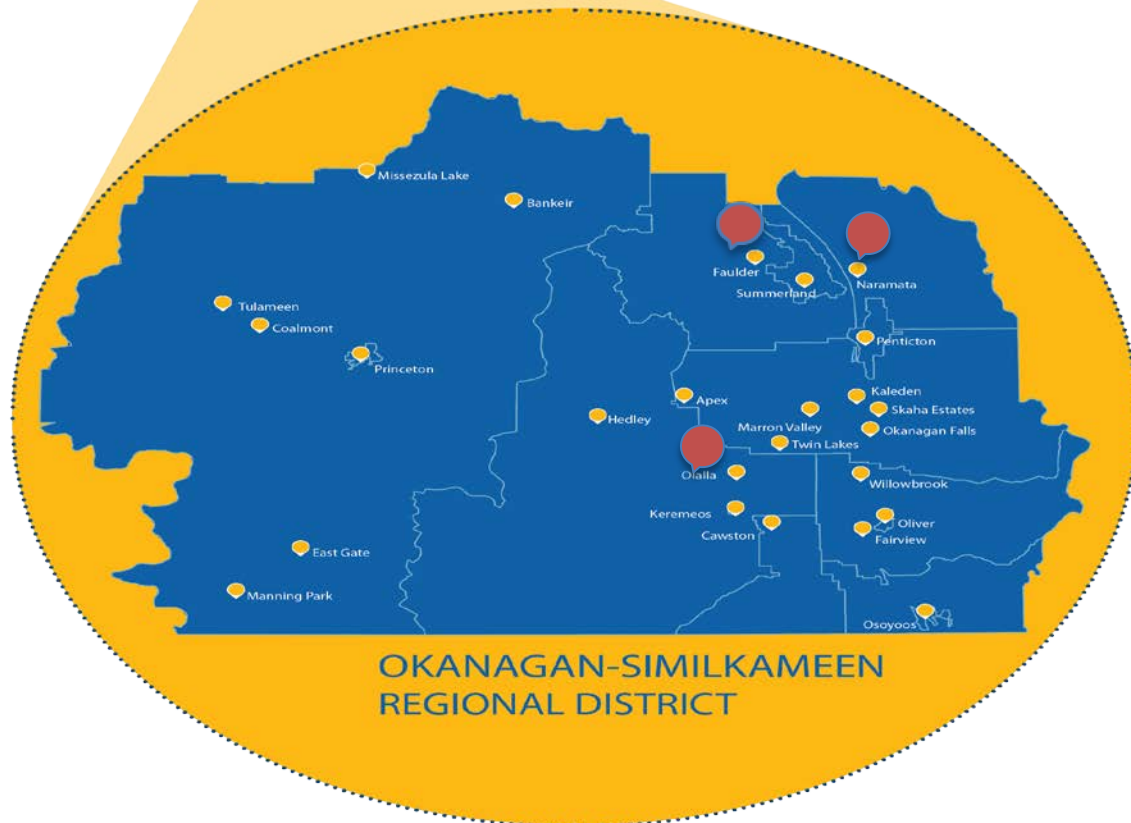 Missezula Lake
Bankeir
Faulder
Naramata
Summerland
Tulameen
Coalmont
Penticton
Princeton
Kaleden
Apex
Skaha Estates
Hedley
Marron Valley
Okanagan Falls
Twin Lakes
Olalla
Willowbrook
Keremeos
Oliver
Cawston
Fairview
East Gate
Manning Park
Osoyoos
OKANAGAN-SIMILKAMEEN
REGIONAL DISTRICT